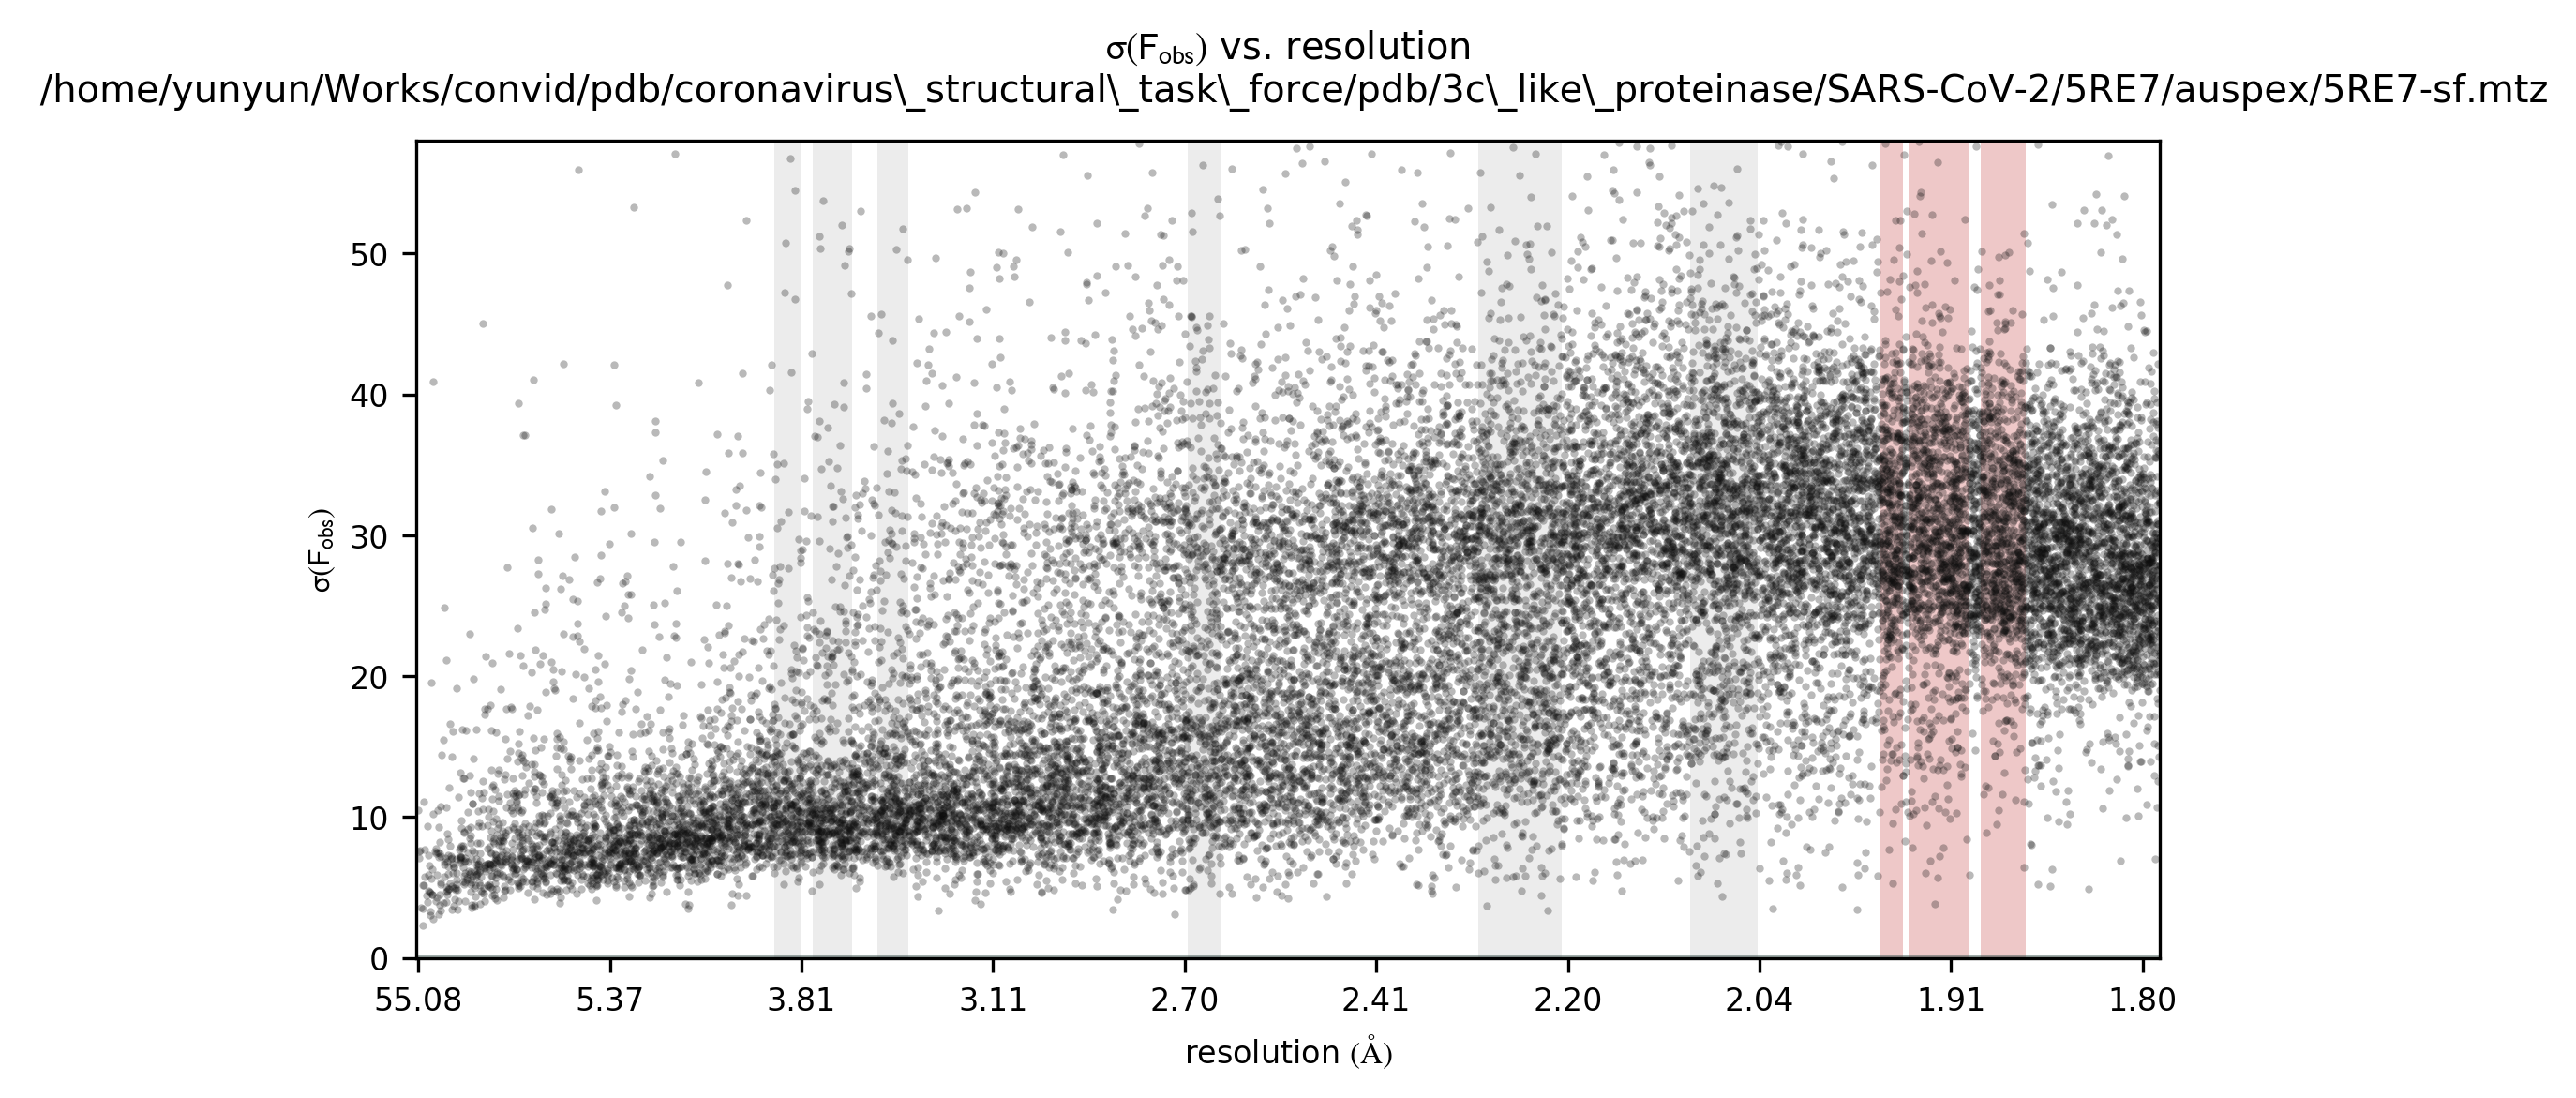 σ(Fobs) vs. resolution
/home/yunyun/Works/convid/pdb/coronavirus\_structural\_task\_force/pdb/3c\_like\_proteinase/SARS-CoV-2/5RE7/auspex/5RE7-sf.mtz
50
40
30
20
10
0
σ(Fobs)
55.08 5.37 3.81 3.11 2.70 2.41 2.20 2.04 1.91 1.80
resolution (Å)